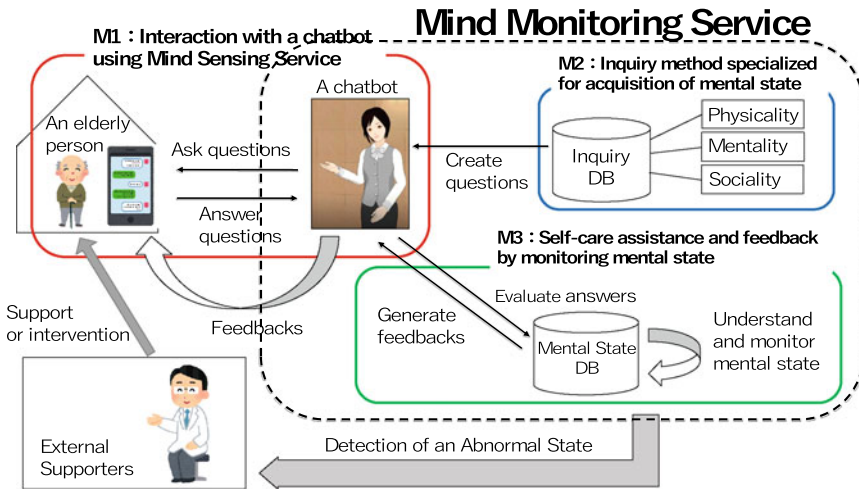 Mind Monitoring Service
M1：Interaction with a chatbot
using Mind Sensing Service
A chatbot
An elderly
person
Ask questions
Answer
questions
Create
questions
M2：Inquiry method specialized
for acquisition of mental state
Inquiry
DB
Physicality
Mentality
Sociality
M3：Self-care assistance and feedback
by monitoring mental state
Evaluate answers
Generate
feedbacks
Mental State
DB
Understand
and monitor
mental state
Feedbacks
Support
or intervention
External
Supporters
Detection of an Abnormal State